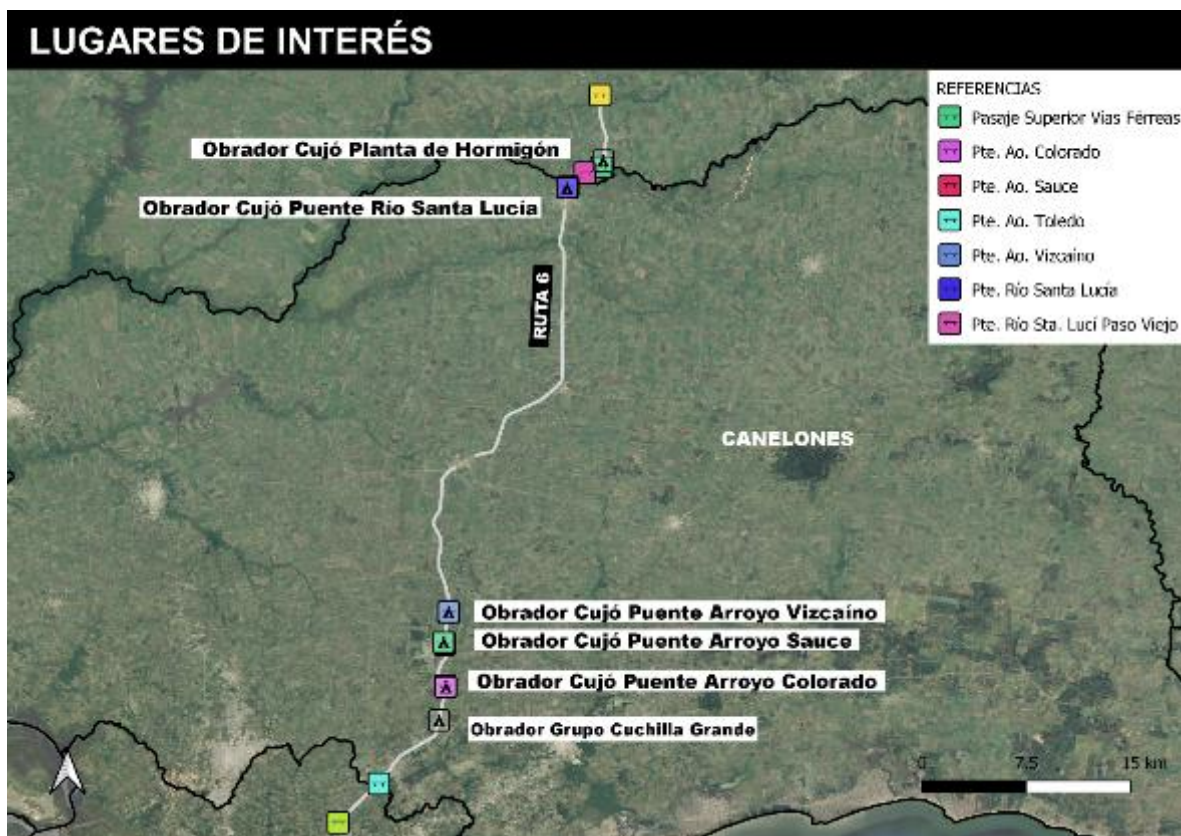 LUGARES DE INTERÉS
REFERENCIAS
Pasaje Superior Vías Férreas
Pte. Ao. Colorado
Pte. Ao. Sauce
Pte. Ao. Toledo
Pte. Ao. Vizcaíno
Pte. Río Santa Lucía
Pte. Río Sta. Lucí Paso Viejo
Obrador Cujó Planta de Hormigón
Obrador Cujó Puente Río Santa Lucía
RUTA 6
CANELONES
Obrador Cujó Puente Arroyo Vizcaíno
Obrador Cujó Puente Arroyo Sauce
Obrador Cujó Puente Arroyo Colorado
Obrador Grupo Cuchilla Grande
0 7.5 15 km